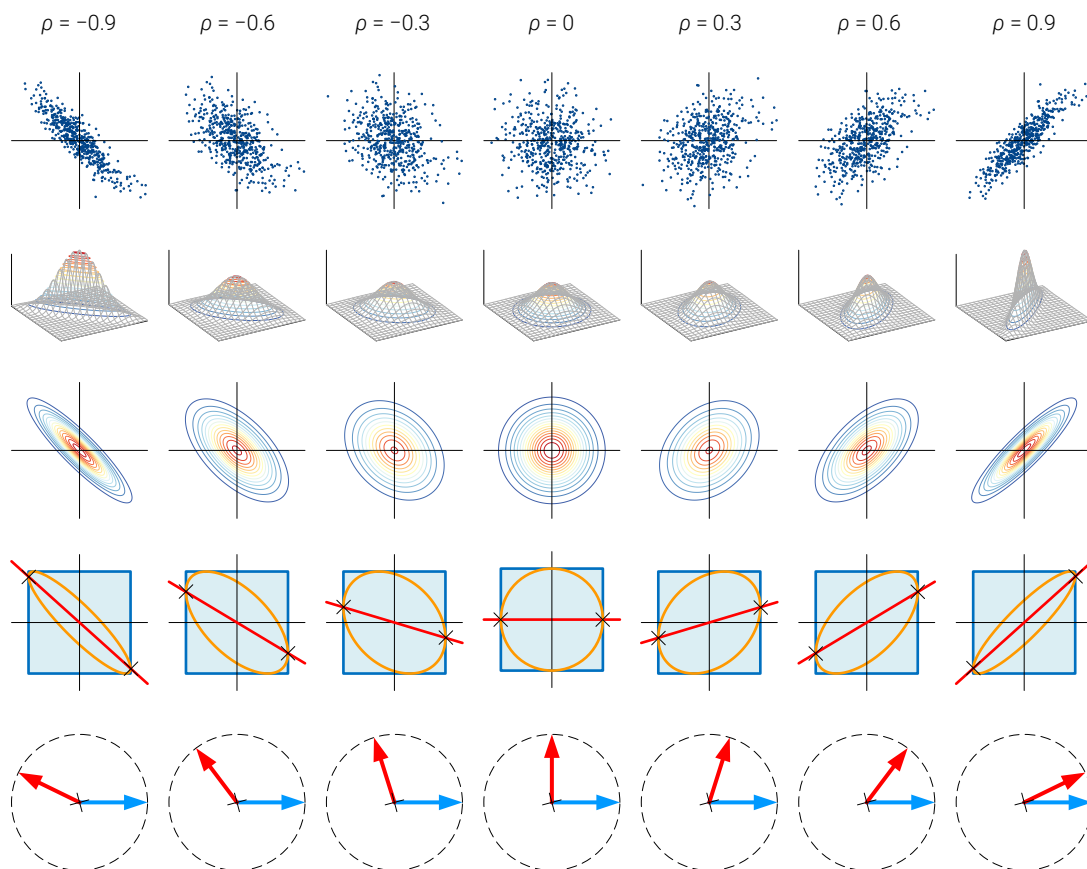 ρ = −0.9 ρ = −0.6 ρ = −0.3 ρ = 0 ρ = 0.3 ρ = 0.6 ρ = 0.9